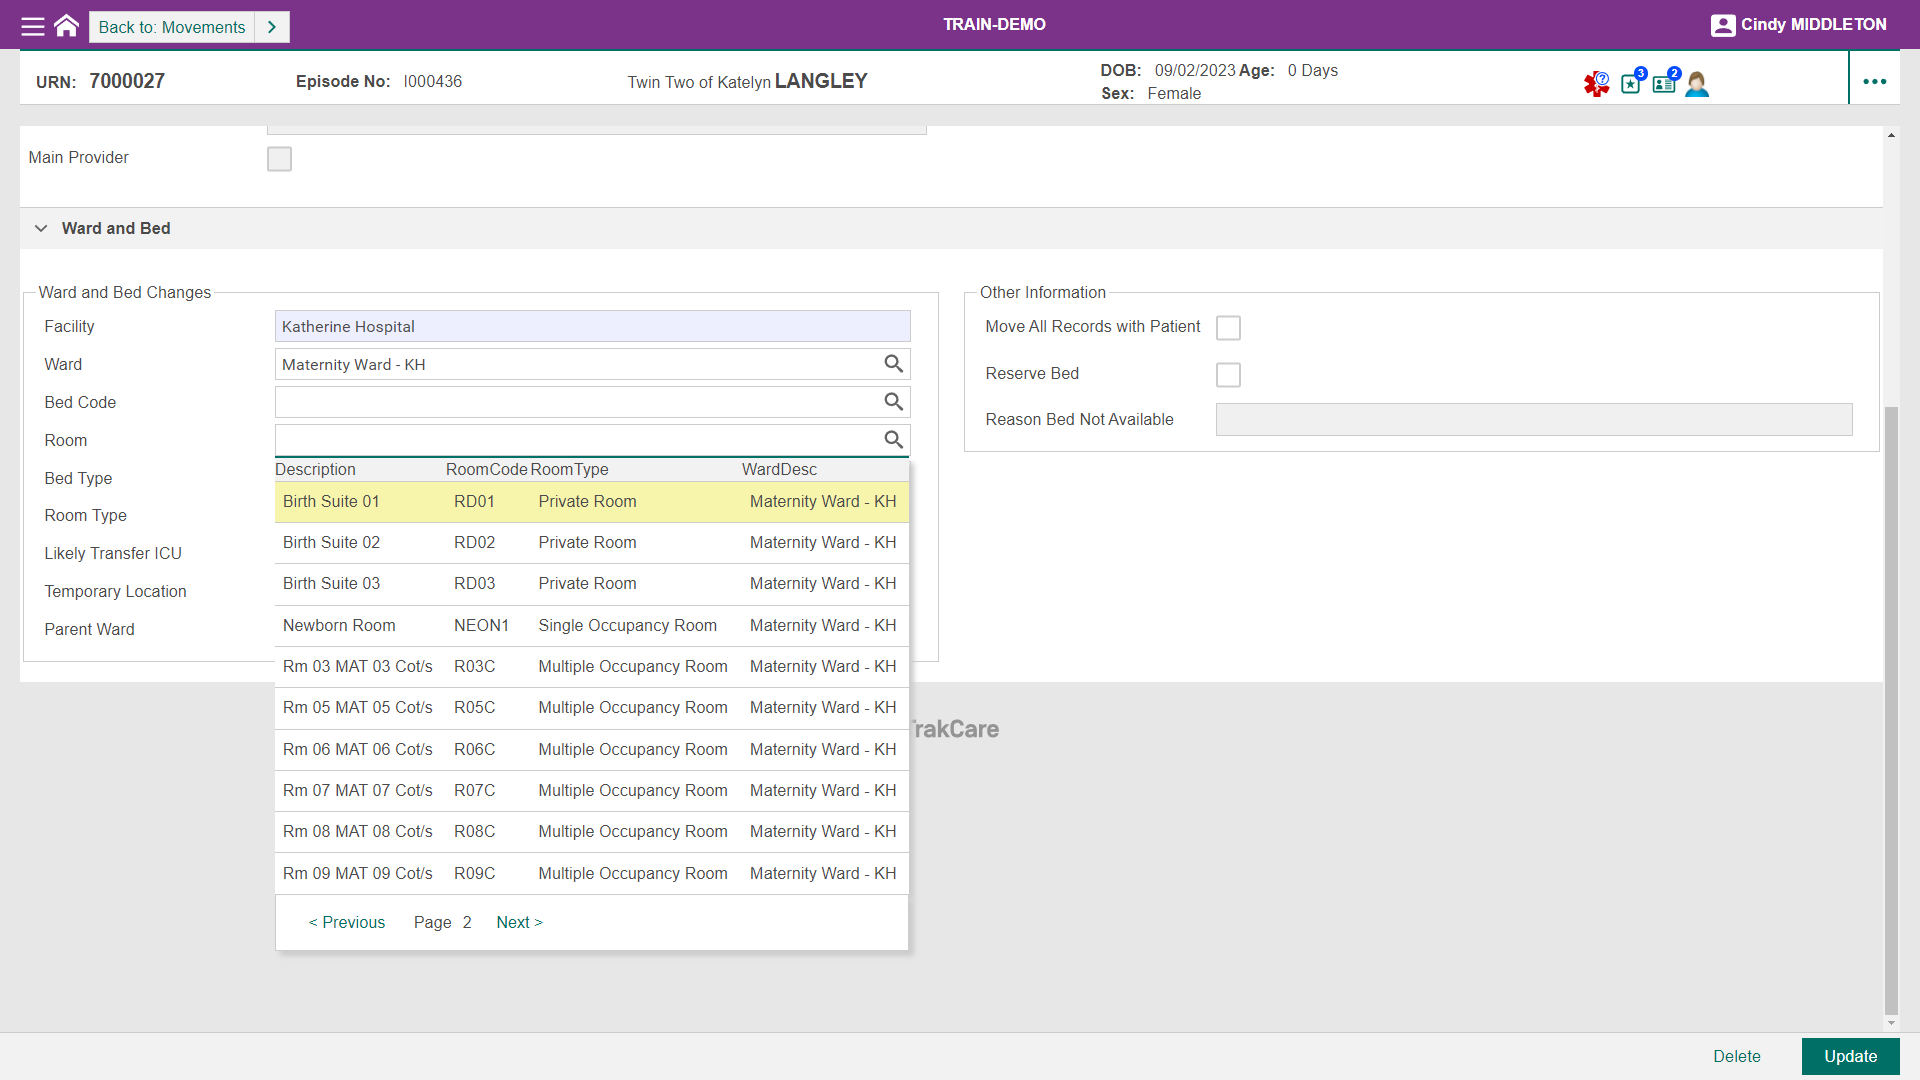 Back to: Movements
TRAIN-DEMO
Cindy MIDDLETON
URN: 7000027
Episode No: I000436
Twin Two of Katelyn LANGLEY
DOB: 09/02/2023 Age: 0 Days
Sex: Female
?
3
2
Main Provider
Ward and Bed
Ward and Bed Changes
Facility
Katherine Hospital
Ward
Maternity Ward - KH
Bed Code
Room
Bed Type
Room Type
Likely Transfer ICU
Temporary Location
Parent Ward
Description RoomCode RoomType WardDesc
Birth Suite 01 RD01 Private Room Maternity Ward - KH
Birth Suite 02 RD02 Private Room Maternity Ward - KH
Birth Suite 03 RD03 Private Room Maternity Ward - KH
Newborn Room NEON1 Single Occupancy Room Maternity Ward - KH
Rm 03 MAT 03 Cot/s R03C Multiple Occupancy Room Maternity Ward - KH
Rm 05 MAT 05 Cot/s R05C Multiple Occupancy Room Maternity Ward - KH
Rm 06 MAT 06 Cot/s R06C Multiple Occupancy Room Maternity Ward - KH
Rm 07 MAT 07 Cot/s R07C Multiple Occupancy Room Maternity Ward - KH
Rm 08 MAT 08 Cot/s R08C Multiple Occupancy Room Maternity Ward - KH
Rm 09 MAT 09 Cot/s R09C Multiple Occupancy Room Maternity Ward - KH
< Previous Page 2 Next >
Other Information
Move All Records with Patient
Reserve Bed
Reason Bed Not Available
TrakCare
Delete
Update